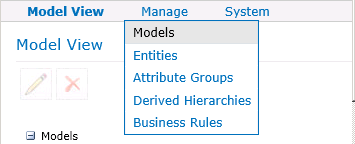 Model View Manage System
Model View
Models
Entities
Attribute Groups
Derived Hierarchies
Business Rules
Models